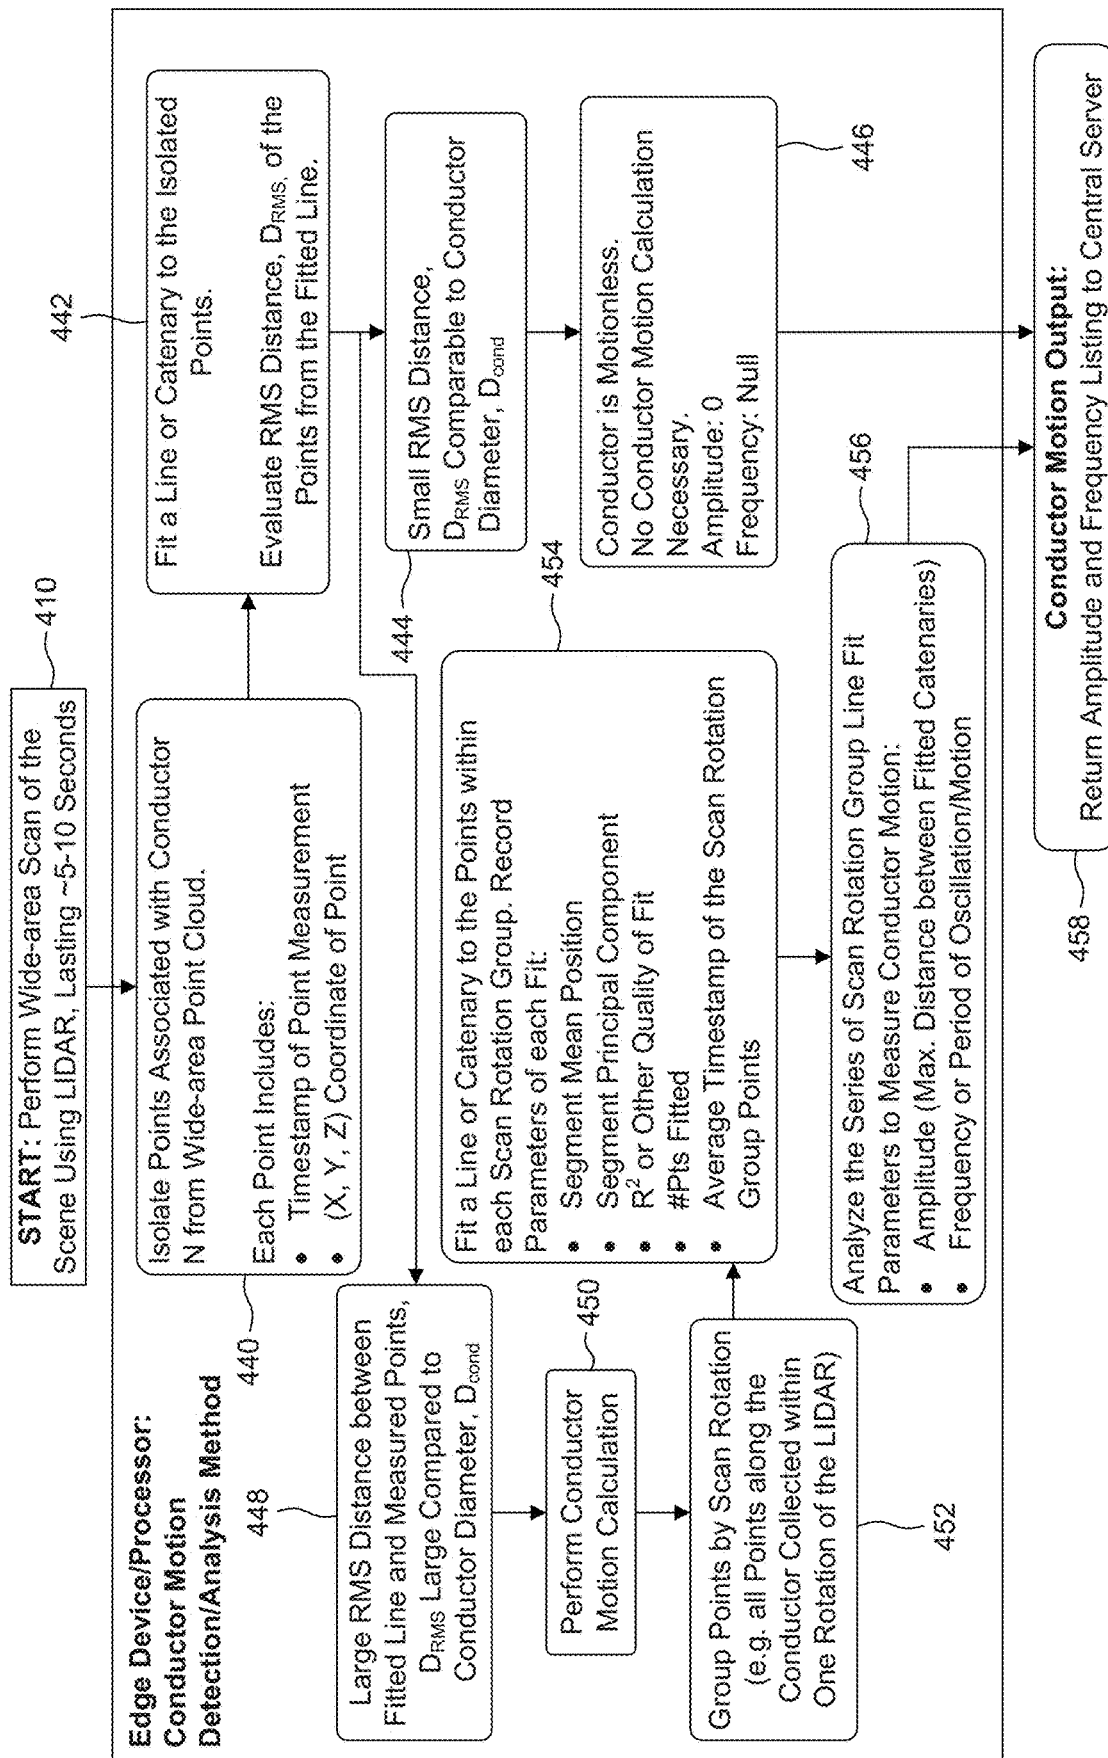 START: Perform Wide-area Scan of the
Scene Using LIDAR, Lasting ~5-10 Seconds
410
Edge Device/Processor:
Conductor Motion
Detection/Analysis Method
Isolate Points Associated with Conductor
N from Wide-area Point Cloud.
Each Point Includes:
• Timestamp of Point Measurement
• (X, Y, Z) Coordinate of Point
440
Fit a Line or Catenary to the Isolated
Points.
Evaluate RMS Distance, DRMS, of the
Points from the Fitted Line.
442
Small RMS Distance,
DRMS Comparable to Conductor
Diameter, Dcond
444
Conductor is Motionless.
No Conductor Motion Calculation
Necessary.
Amplitude: 0
Frequency: Null
446
Large RMS Distance between
Fitted Line and Measured Points,
DRMS Large Compared to
Conductor Diameter, Dcond
448
Perform Conductor
Motion Calculation
450
Group Points by Scan Rotation
(e.g. all Points along the
Conductor Collected within
One Rotation of the LIDAR)
452
Fit a Line or Catenary to the Points within
each Scan Rotation Group. Record
Parameters of each Fit:
• Segment Mean Position
• Segment Principal Component
• R² or Other Quality of Fit
• #Pts Fitted
• Average Timestamp of the Scan Rotation
Group Points
454
Analyze the Series of Scan Rotation Group Line Fit
Parameters to Measure Conductor Motion:
• Amplitude (Max. Distance between Fitted Catenaries)
• Frequency or Period of Oscillation/Motion
456
Conductor Motion Output:
Return Amplitude and Frequency Listing to Central Server
458